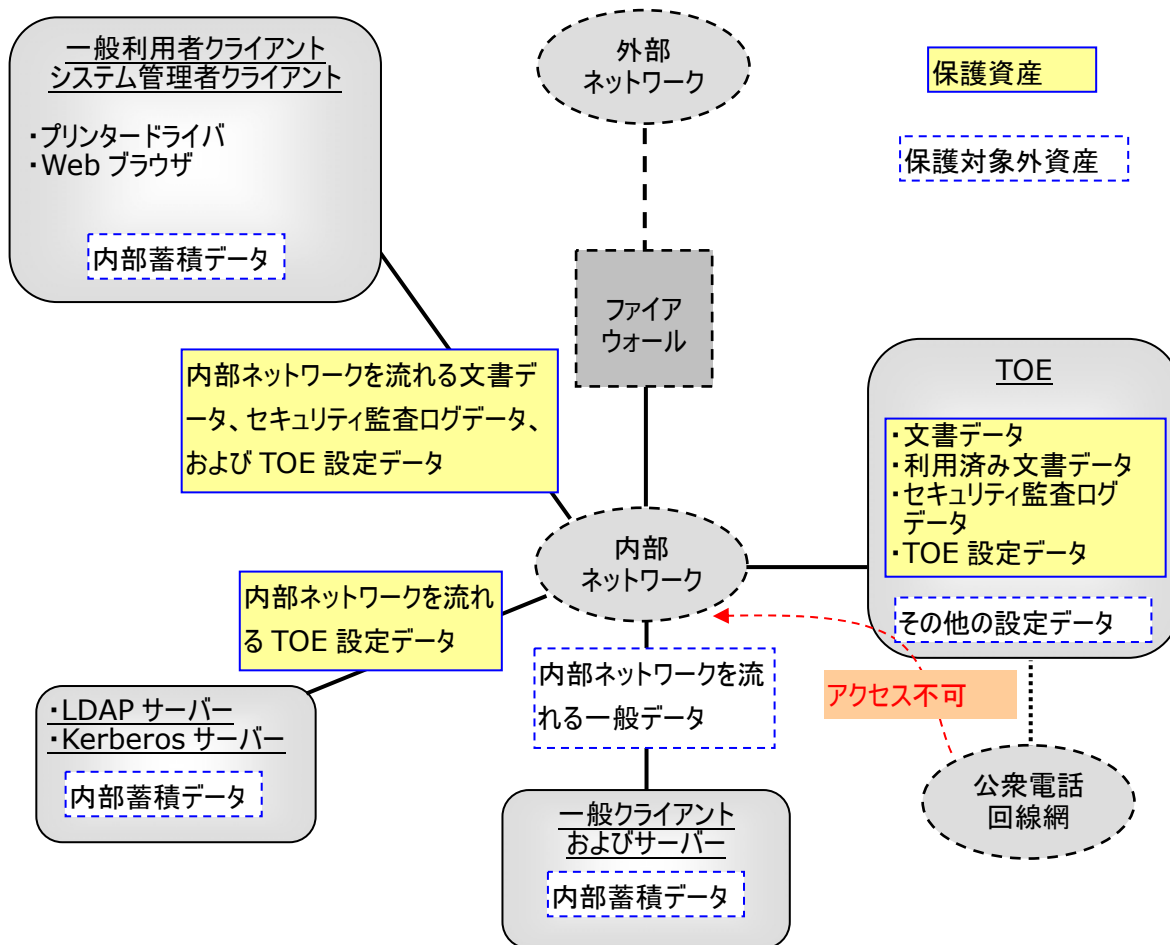 一般利用者クライアント
システム管理者クライアント
・プリンタードライバ
・Web ブラウザ
内部蓄積データ
外部
ネットワーク
保護資産
保護対象外資産
ファイア
ウォール
内部ネットワークを流れる文書デ
ータ、セキュリティ監査ログデータ、
および TOE 設定データ
TOE
・文書データ
・利用済み文書データ
・セキュリティ監査ログ
データ
・TOE 設定データ
その他の設定データ
内部
ネットワーク
内部ネットワークを流れ
る TOE 設定データ
内部ネットワークを流
れる一般データ
アクセス不可
・LDAP サーバー
・Kerberos サーバー
内部蓄積データ
公衆電話
回線網
一般クライアント
およびサーバー
内部蓄積データ